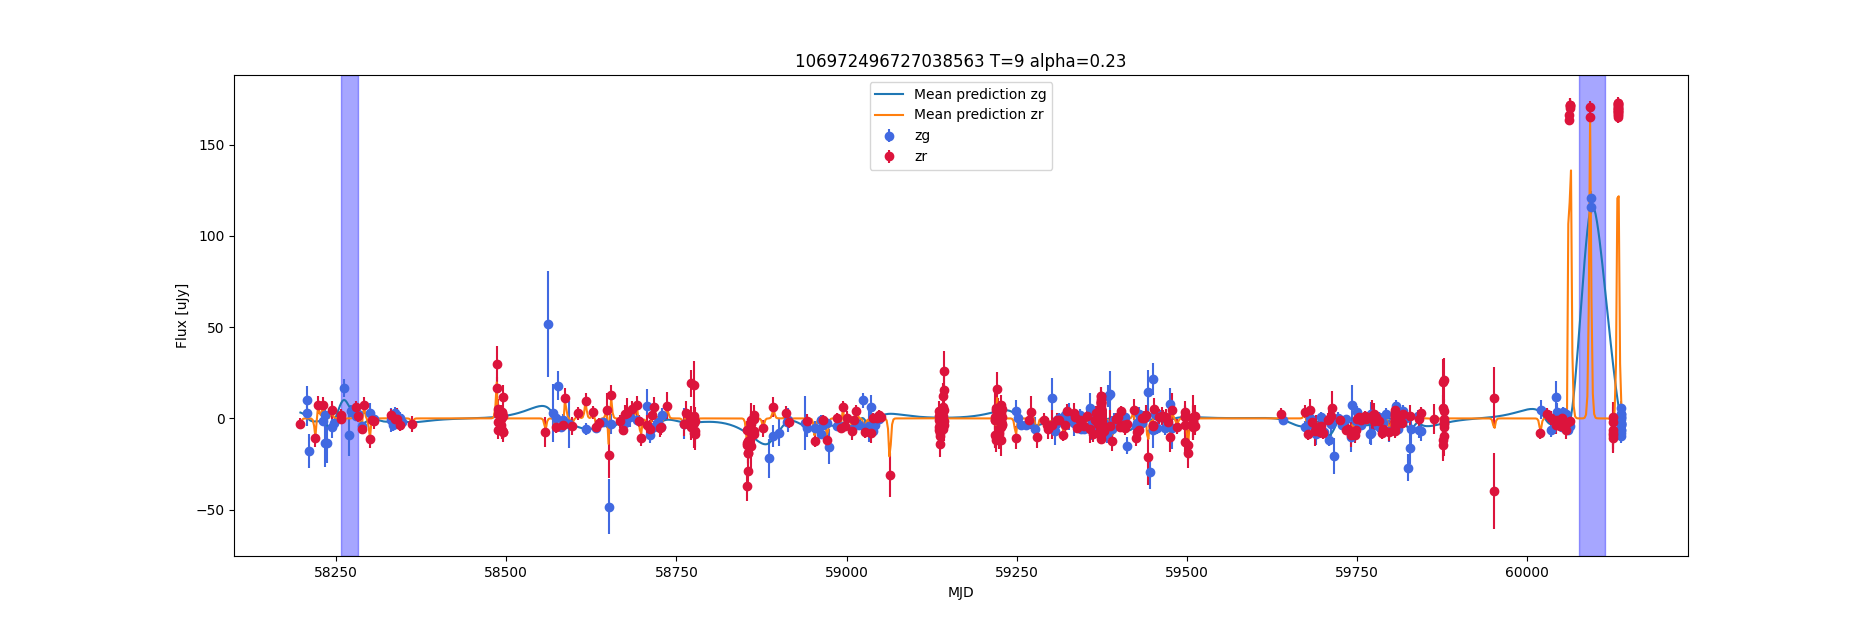 106972496727038563 T=9 alpha=0.23
Mean prediction zg
Mean prediction zr
zg
zr
Flux [uJy]
150
100
50
0
−50
58250
58500
58750
59000
59250
59500
59750
60000
MJD